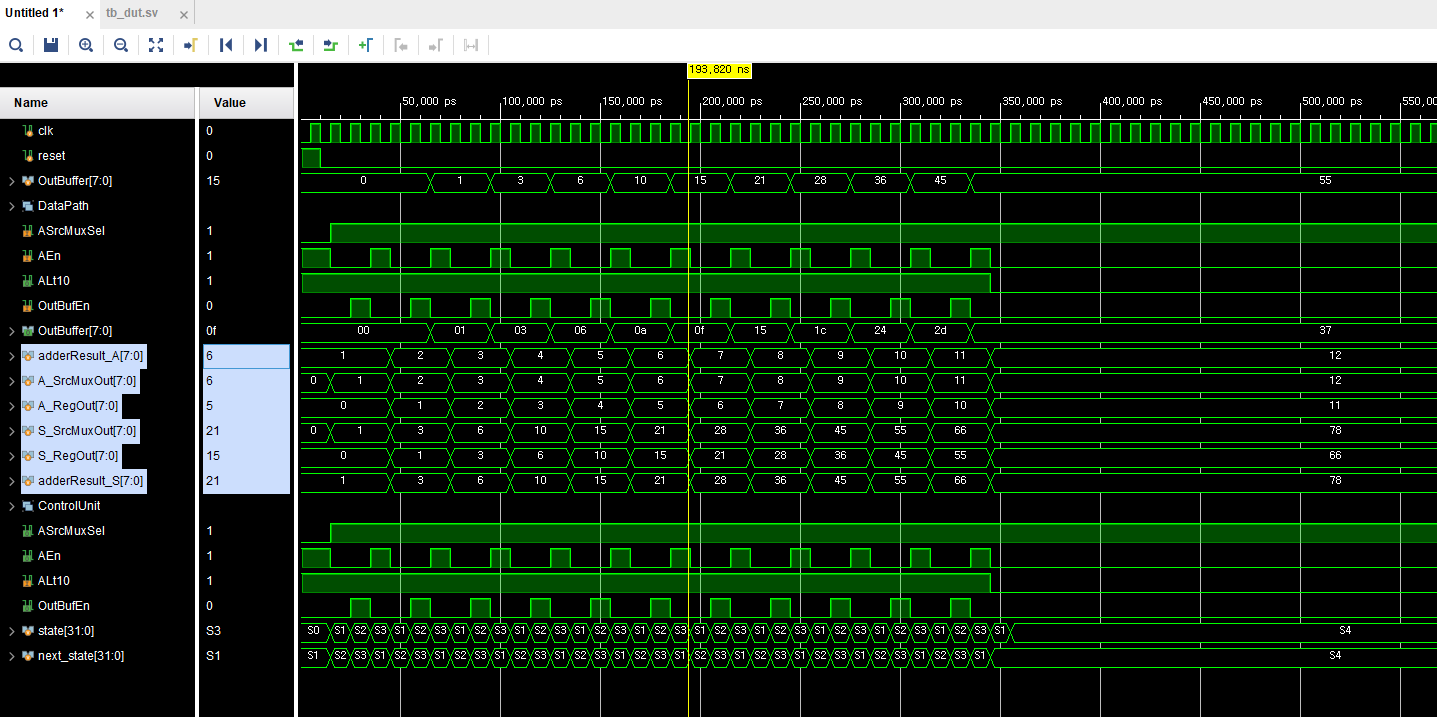 Untitled 1* × tb_dut.sv ×
193,820 ns
Name Value
50,000 ps 100,000 ps 150,000 ps 200,000 ps 250,000 ps 300,000 ps 350,000 ps 400,000 ps 450,000 ps 500,000 ps 550,00
clk 0
reset 0
OutBuffer[7:0] 15 0 1 3 6 10 15 21 28 36 45 55
DataPath
ASrcMuxSel 1
AEn 1
ALt10 1
OutBufEn 0
OutBuffer[7:0] 0f 00 01 03 06 0a 0f 15 1c 24 2d 37
adderResult_A[7:0] 6 1 2 3 4 5 6 7 8 9 10 11 12
A_SrcMuxOut[7:0] 6 0 1 2 3 4 5 6 7 8 9 10 11 12
A_RegOut[7:0] 5 0 1 2 3 4 5 6 7 8 9 10 11
S_SrcMuxOut[7:0] 21 0 1 3 6 10 15 21 28 36 45 55 66 78
S_RegOut[7:0] 15 0 1 3 6 10 15 21 28 36 45 55 66
adderResult_S[7:0] 21 1 3 6 10 15 21 28 36 45 55 66 78
ControlUnit
ASrcMuxSel 1
AEn 1
ALt10 1
OutBufEn 0
state[31:0] S3 S0 S1 S2 S3 S1 S2 S3 S1 S2 S3 S1 S2 S3 S1 S2 S3 S1 S2 S3 S1 S2 S3 S1 S2 S3 S1 S2 S3 S1 S2 S3 S1 S2 S3 S1 S4
next_state[31:0] S1 S1 S2 S3 S1 S2 S3 S1 S2 S3 S1 S2 S3 S1 S2 S3 S1 S2 S3 S1 S2 S3 S1 S2 S3 S1 S2 S3 S1 S2 S3 S1 S2 S3 S1 S4